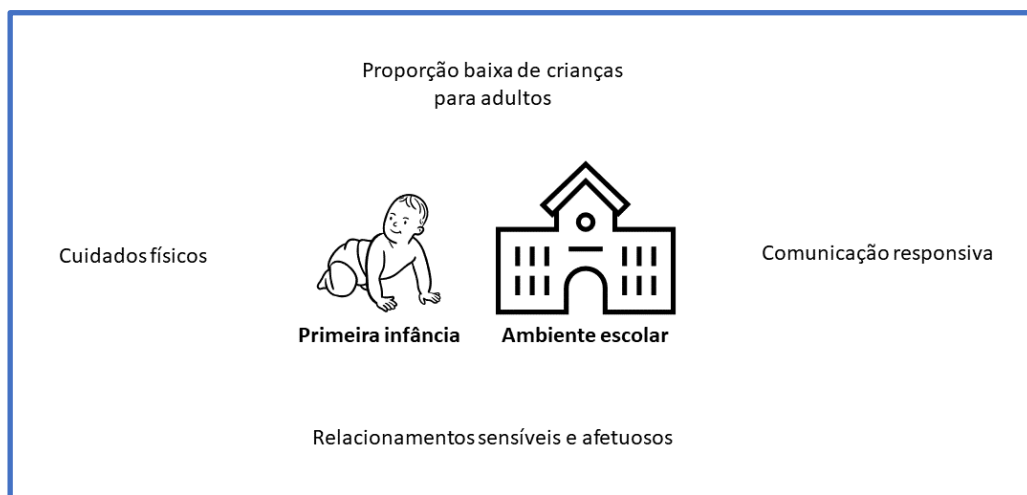 Proporção baixa de crianças
para adultos
Cuidados físicos
Comunicação responsiva
Primeira infância
Ambiente escolar
Relacionamentos sensíveis e afetuosos